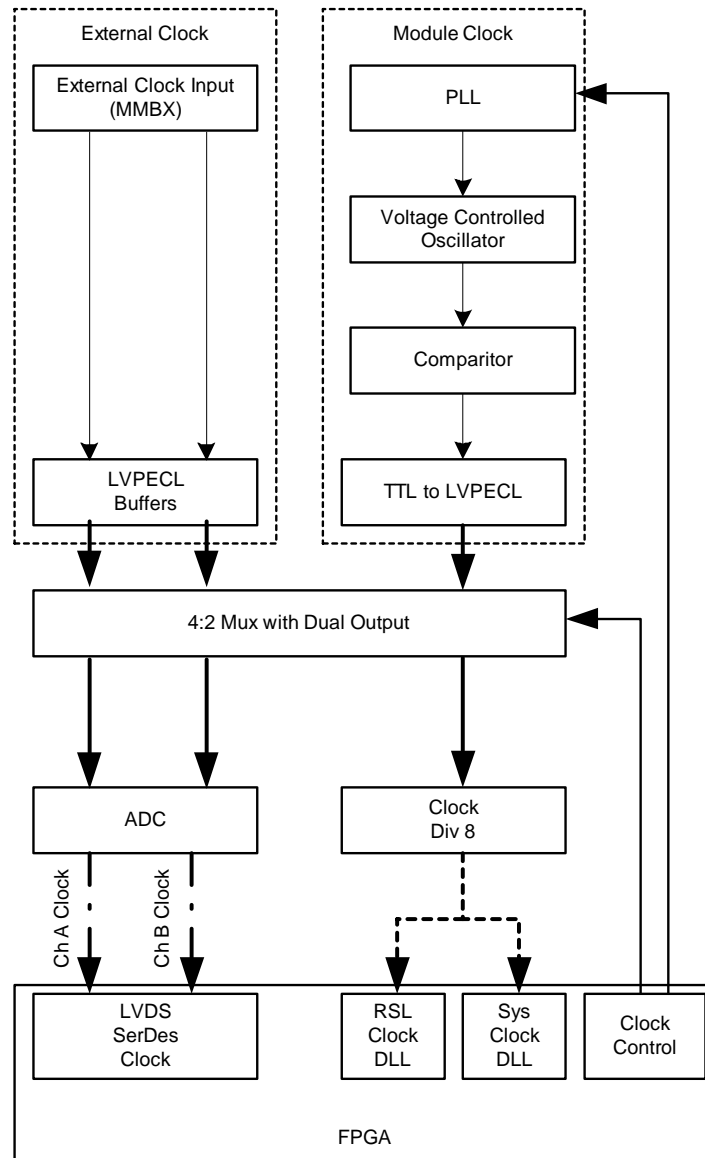 External Clock
Module Clock
External Clock Input
(MMBX)
PLL
Voltage Controlled
Oscillator
Comparitor
LVPECL
Buffers
TTL to LVPECL
4:2 Mux with Dual Output
ADC
Clock
Div 8
Ch A Clock
Ch B Clock
LVDS
SerDes
Clock
RSL
Clock
DLL
Sys
Clock
DLL
Clock
Control
FPGA